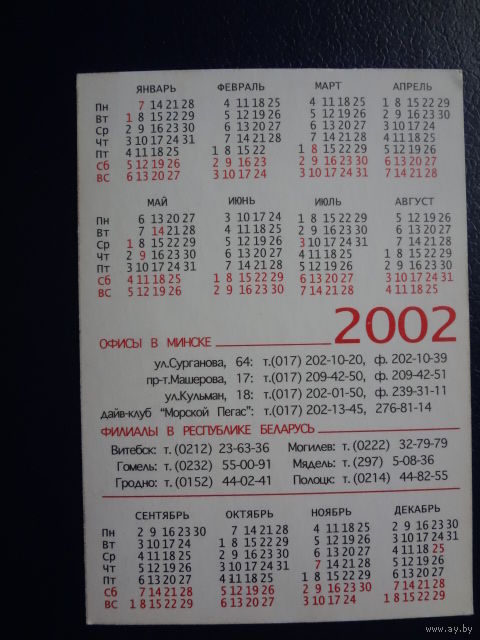 ЯНВАРЬ ФЕВРАЛЬ МАРТ АПРЕЛЬ
Пн 7 14 21 28 4 11 18 25 4 11 18 25 1 8 15 22 29
Вт 1 8 15 22 29 5 12 19 26 5 12 19 26 2 9 16 23 30
Ср 2 9 16 23 30 6 13 20 27 6 13 20 27 3 10 17 24
Чт 3 10 17 24 31 7 14 21 28 7 14 21 28 4 11 18 25
Пт 4 11 18 25 1 8 15 22 1 8 15 22 29 5 12 19 26
Сб 5 12 19 26 2 9 16 23 2 9 16 23 30 6 13 20 27
ВС 6 13 20 27 3 10 17 24 3 10 17 24 31 7 14 21 28
МАЙ ИЮНЬ ИЮЛЬ АВГУСТ
Пн 6 13 20 27 3 10 17 24 1 8 15 22 29 5 12 19 26
Вт 7 14 21 28 4 11 18 25 2 9 16 23 30 6 13 20 27
Ср 1 8 15 22 29 5 12 19 26 3 10 17 24 31 7 14 21 28
Чт 2 9 16 23 30 6 13 20 27 4 11 18 25 1 8 15 22 29
Пт 3 10 17 24 31 7 14 21 28 5 12 19 26 2 9 16 23 30
Сб 4 11 18 25 1 8 15 22 29 6 13 20 27 3 10 17 24 31
ВС 5 12 19 26 2 9 16 23 30 7 14 21 28 4 11 18 25
2002
ОФИСЫ В МИНСКЕ
ул.Сурганова, 64: т.(017) 202-10-20, ф. 202-10-39
пр-т.Машерова, 17: т.(017) 209-42-50, ф. 209-42-51
ул.Кульман, 18: т.(017) 202-01-50, ф. 239-31-11
дайв-клуб "Морской Пегас": т.(017) 202-13-45, 276-81-14
ФИЛИАЛЫ В РЕСПУБЛИКЕ БЕЛАРУСЬ
Витебск: т. (0212) 23-63-36 Могилев: т. (0222) 32-79-79
Гомель: т. (0232) 55-00-91 Мядель: т. (297) 5-08-36
Гродно: т. (0152) 44-02-41 Полоцк: т. (0214) 44-82-55
СЕНТЯБРЬ ОКТЯБРЬ НОЯБРЬ ДЕКАБРЬ
Пн 2 9 16 23 30 7 14 21 28 4 11 18 25 2 9 16 23 30
Вт 3 10 17 24 1 8 15 22 29 5 12 19 26 3 10 17 24 31
Ср 4 11 18 25 2 9 16 23 30 6 13 20 27 4 11 18 25
Чт 5 12 19 26 3 10 17 24 31 7 14 21 28 5 12 19 26
Пт 6 13 20 27 4 11 18 25 1 8 15 22 29 6 13 20 27
Сб 7 14 21 28 5 12 19 26 2 9 16 23 30 7 14 21 28
ВС 1 8 15 22 29 6 13 20 27 3 10 17 24 1 8 15 22 29
www.ay.by